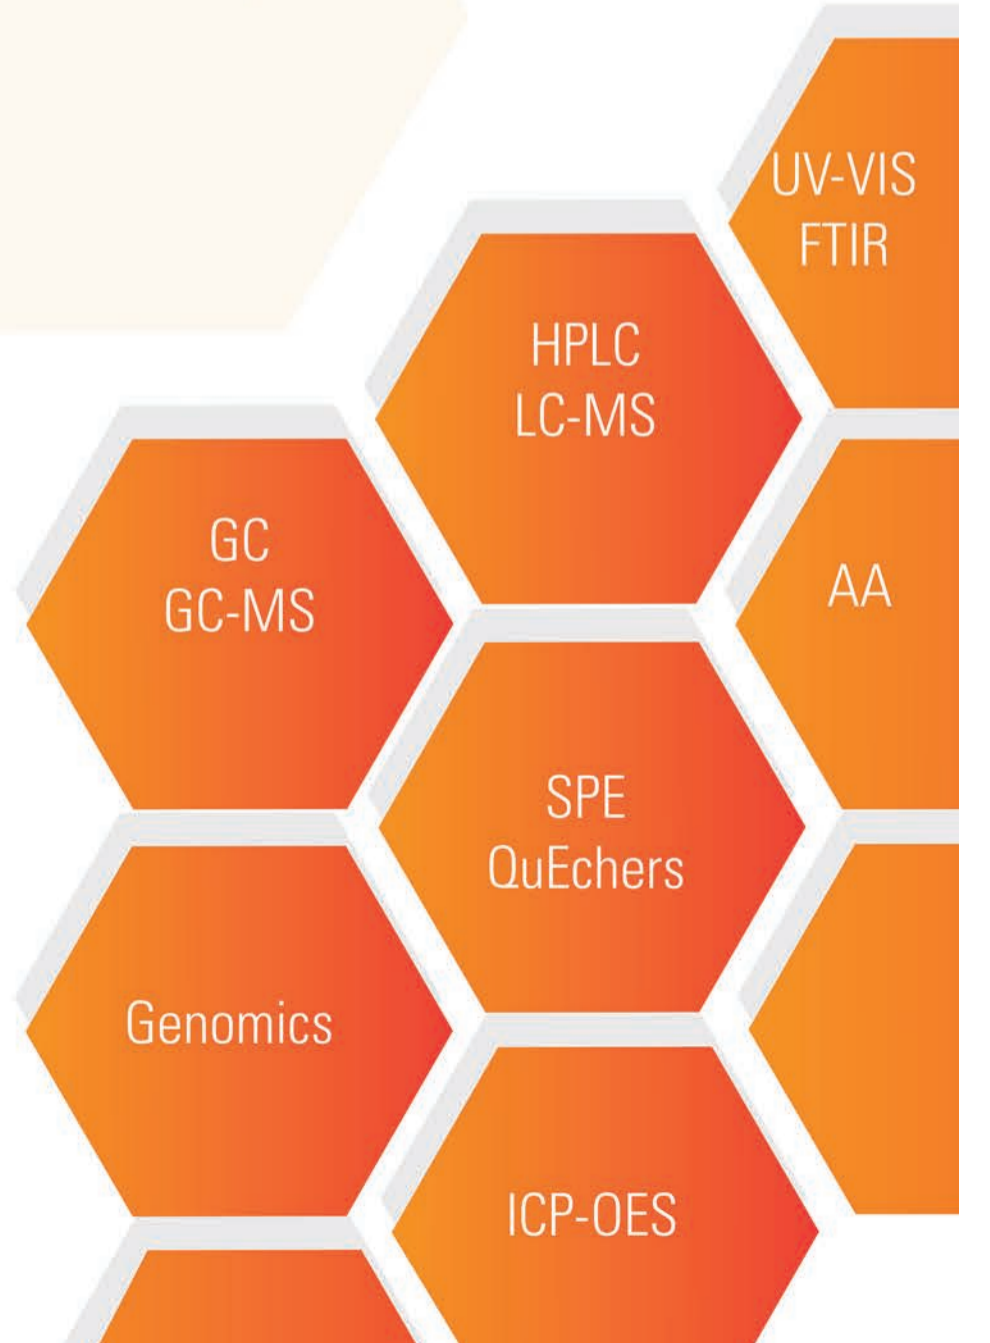 UV-VIS
FTIR
HPLC
LC-MS
GC
GC-MS
AA
SPE
QuEchers
Genomics
ICP-OES